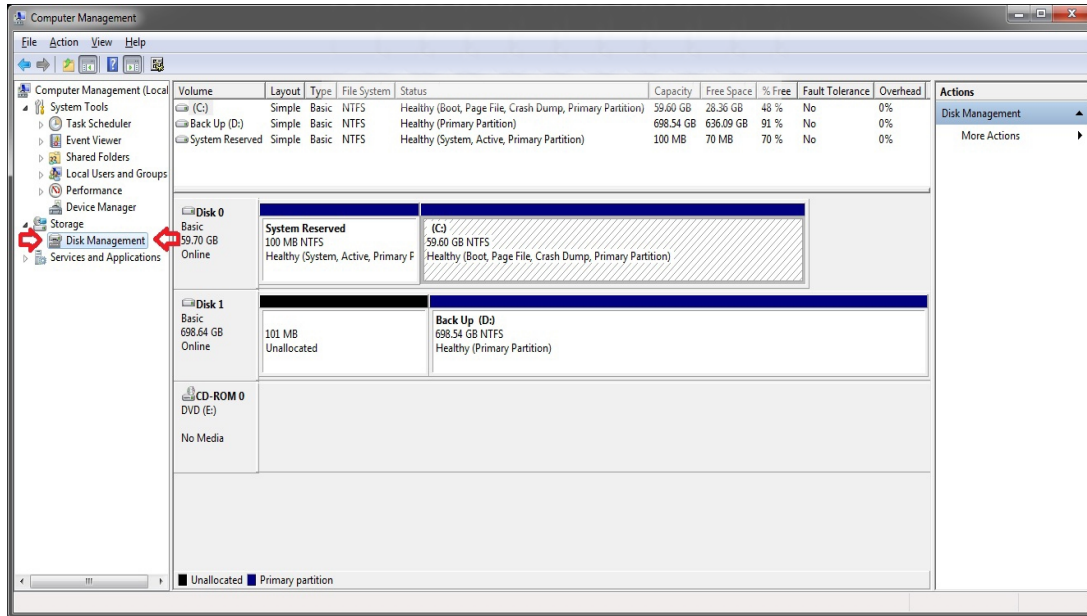 Computer Management
File Action View Help
Computer Management (Local
System Tools
Task Scheduler
Event Viewer
Shared Folders
Local Users and Groups
Performance
Device Manager
Storage
Disk Management
Services and Applications
Volume Layout Type File System Status Capacity Free Space % Free Fault Tolerance Overhead
(C:) Simple Basic NTFS Healthy (Boot, Page File, Crash Dump, Primary Partition) 59.60 GB 28.36 GB 48 % No 0%
Back Up (D:) Simple Basic NTFS Healthy (Primary Partition) 698.54 GB 636.09 GB 91 % No 0%
System Reserved Simple Basic NTFS Healthy (System, Active, Primary Partition) 100 MB 70 MB 70 % No 0%
Disk 0
Basic
59.70 GB
Online
System Reserved
100 MB NTFS
Healthy (System, Active, Primary F
(C:)
59.60 GB NTFS
Healthy (Boot, Page File, Crash Dump, Primary Partition)
Disk 1
Basic
698.64 GB
Online
101 MB
Unallocated
Back Up (D:)
698.54 GB NTFS
Healthy (Primary Partition)
CD-ROM 0
DVD (E:)
No Media
Unallocated Primary partition
Actions
Disk Management
More Actions